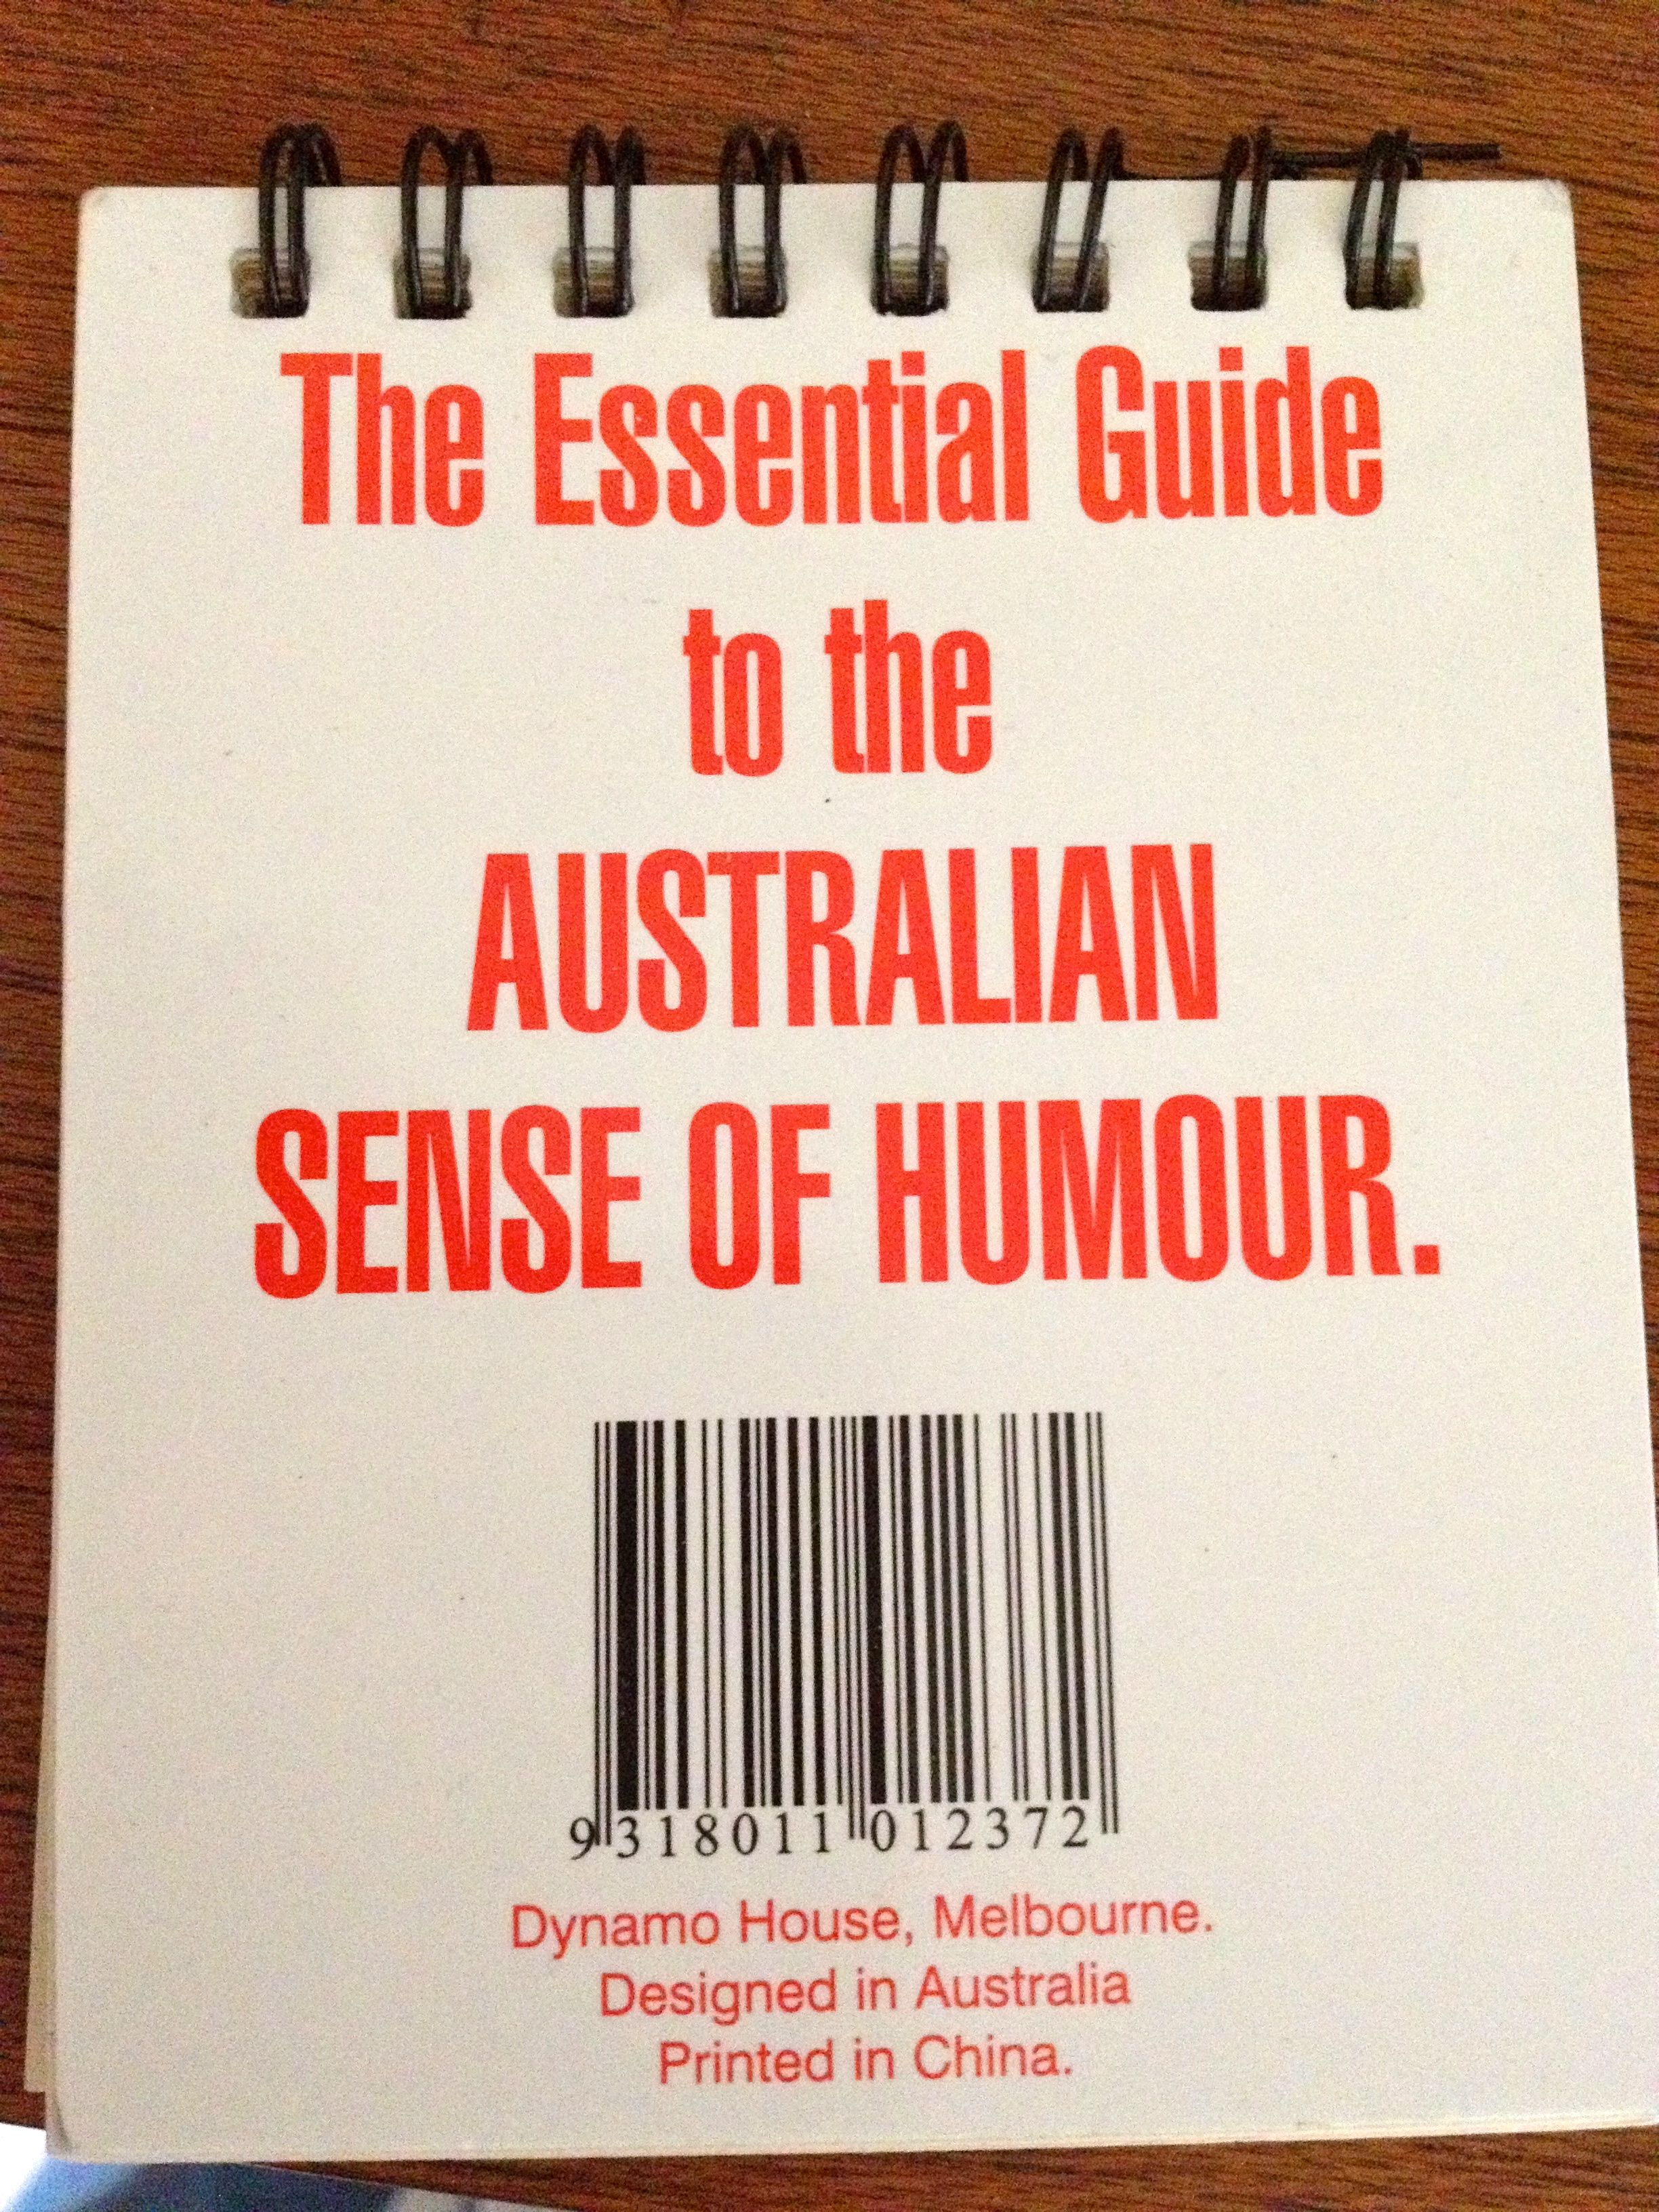 The Essential Guide
to the
AUSTRALIAN
SENSE OF HUMOUR.
9 318011 012372
Dynamo House, Melbourne.
Designed in Australia
Printed in China.